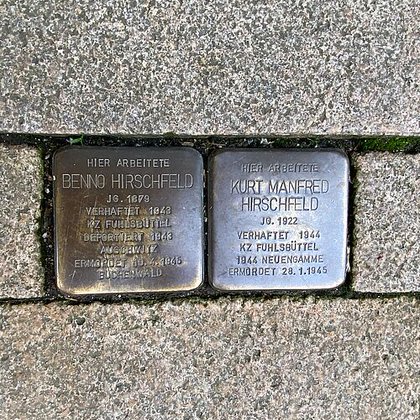 HIER ARBEITETE
BENNO HIRSCHFELD
JG. 1879
VERHAFTET 1943
KZ FUHLSBÜTTEL
DEPORTIERT 1943
AUSCHWITZ
ERMORDET 1945
BUCHENWALD
HIER ARBEITETE
KURT MANFRED
HIRSCHFELD
JG. 1922
VERHAFTET 1944
KZ FUHLSBÜTTEL
1944 NEUENGAMME
ERMORDET 28.1.1945